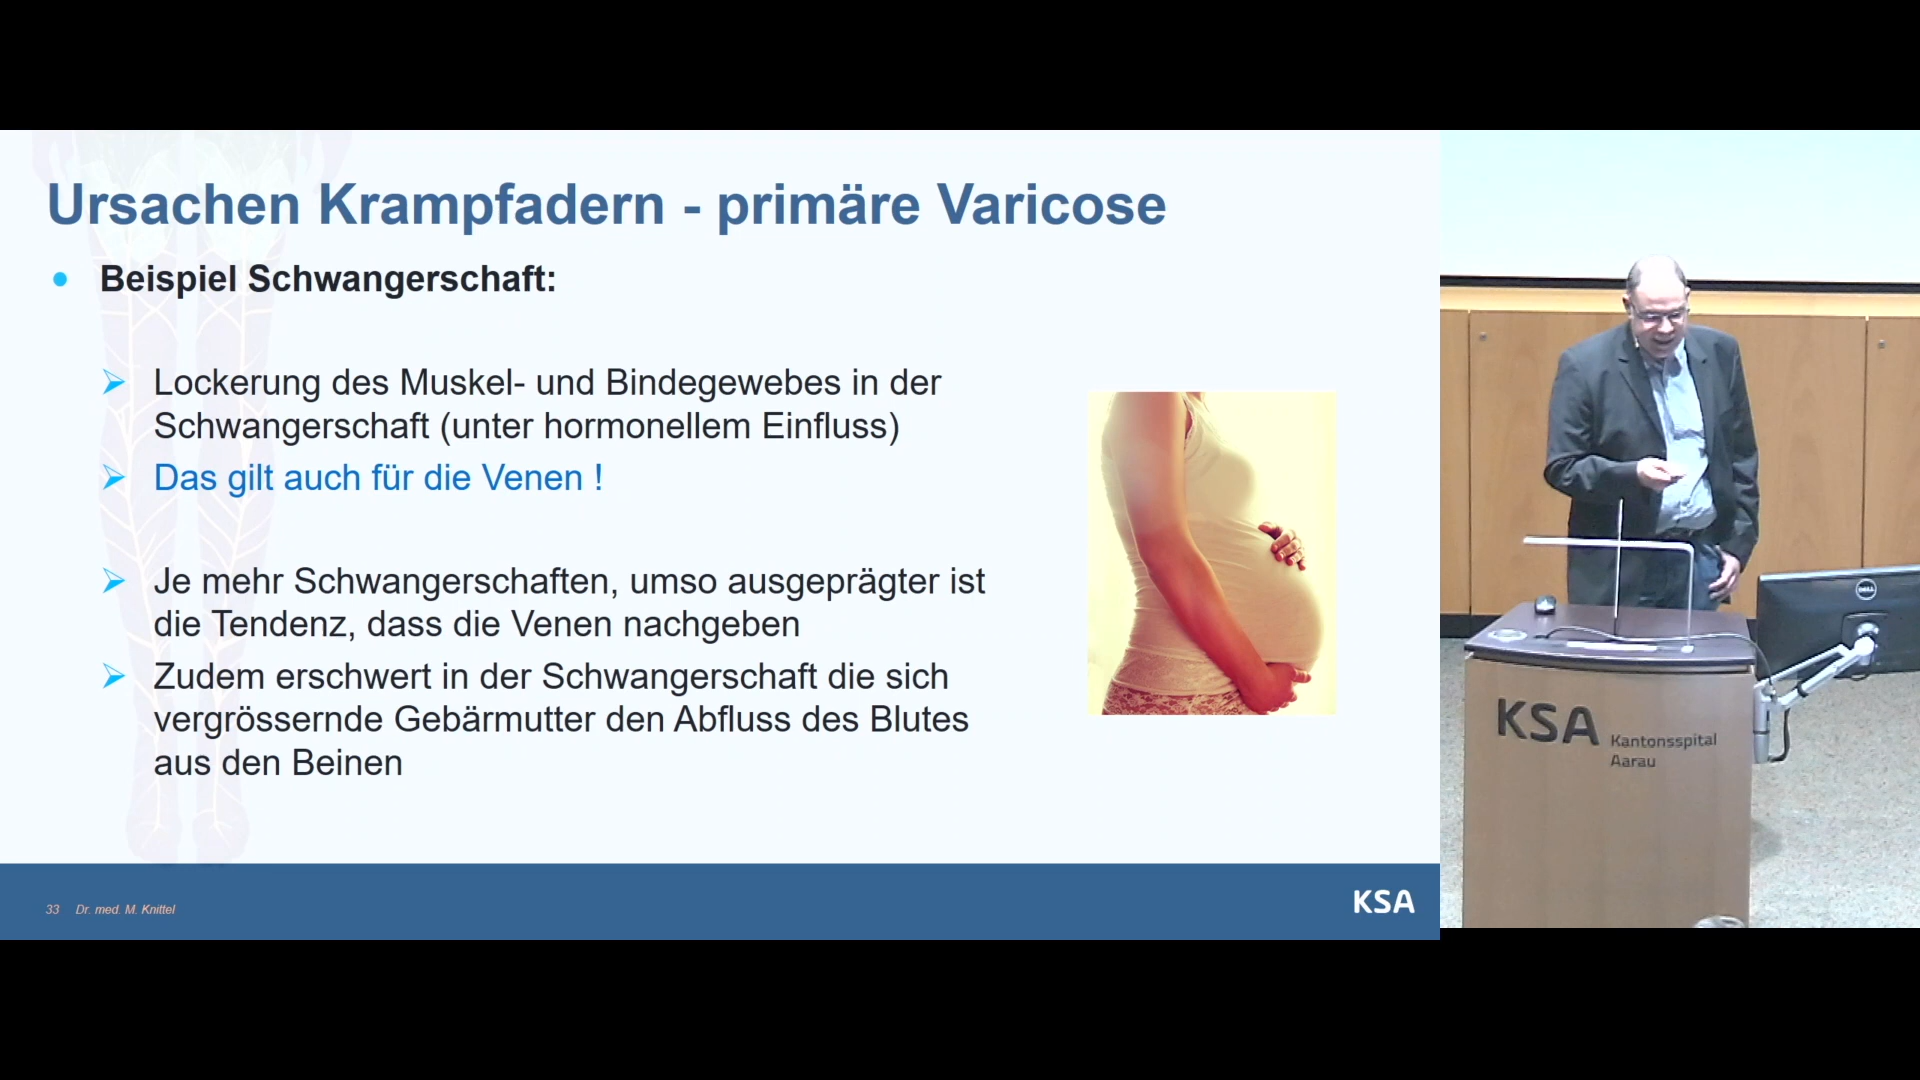 Ursachen Krampfadern - primäre Varicose
Beispiel Schwangerschaft:
Lockerung des Muskel- und Bindegewebes in der
Schwangerschaft (unter hormonellem Einfluss)
Das gilt auch für die Venen !
Je mehr Schwangerschaften, umso ausgeprägter ist
die Tendenz, dass die Venen nachgeben
Zudem erschwert in der Schwangerschaft die sich
vergrössernde Gebärmutter den Abfluss des Blutes
aus den Beinen
33 Dr. med. M. Knittel
KSA
DELL
KSA Kantonsspital
Aarau